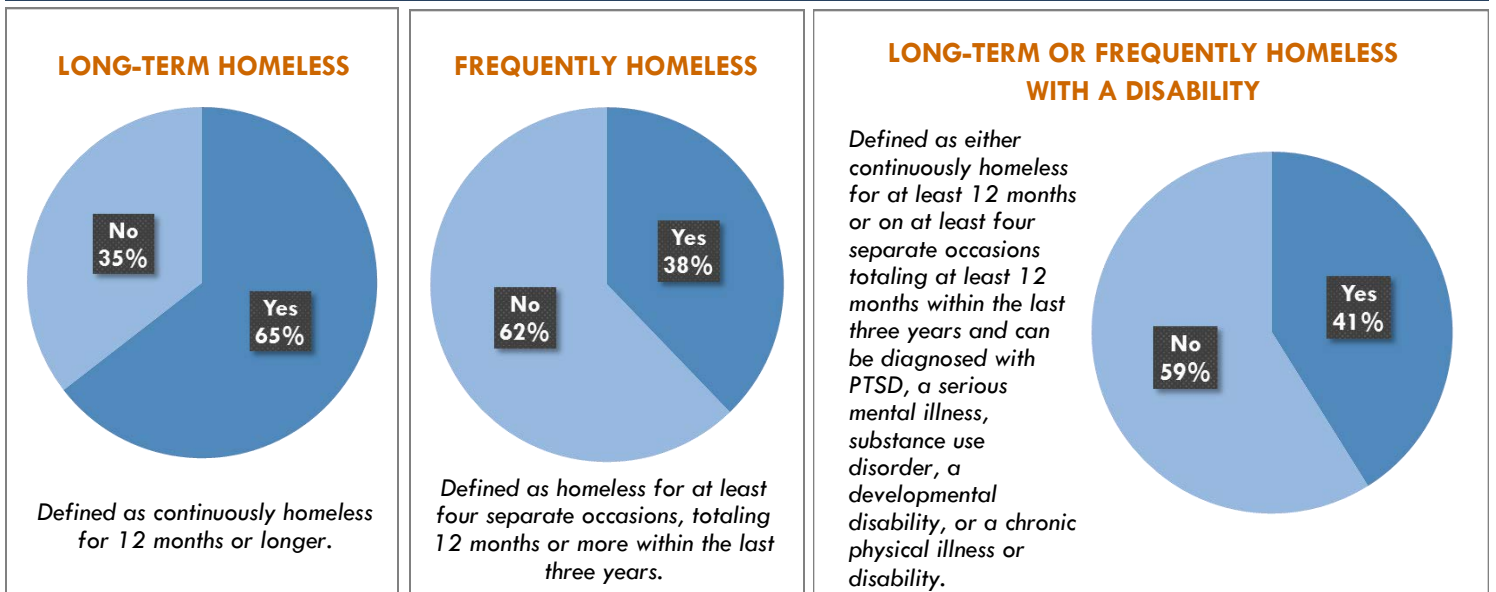 LONG-TERM HOMELESS
No
35%
Yes
65%
Defined as continuously homeless
for 12 months or longer.
FREQUENTLY HOMELESS
Yes
38%
No
62%
Defined as homeless for at least
four separate occasions, totaling
12 months or more within the last
three years.
LONG-TERM OR FREQUENTLY HOMELESS
WITH A DISABILITY
Defined as either
continuously homeless
for at least 12 months
or on at least four
separate occasions
totaling at least 12
months within the last
three years and can
be diagnosed with
PTSD, a serious
mental illness,
substance use
disorder, a
developmental
disability, or a chronic
physical illness or
disability.
Yes
41%
No
59%